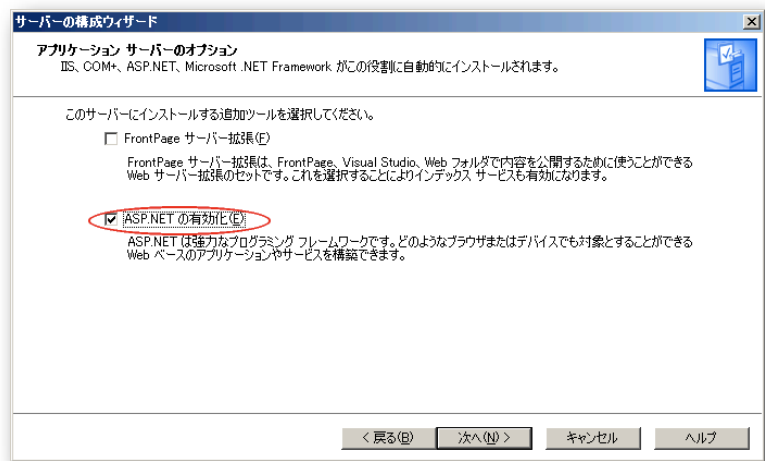 サーバーの構成ウィザード
アプリケーション サーバーのオプション
IIS、COM+、ASP.NET、Microsoft .NET Framework がこの役割に自動的にインストールされます。
このサーバーにインストールする追加ツールを選択してください。
FrontPage サーバー拡張(F)
FrontPage サーバー拡張は、FrontPage、Visual Studio、Web フォルダで内容を公開するために使うことができる
Web サーバー拡張のセットです。これを選択することによりインデックス サービスも有効になります。
ASP.NET の有効化(E)
ASP.NET は強力なプログラミング フレームワークです。どのようなブラウザまたはデバイスでも対象とすることができる
Web ベースのアプリケーションやサービスを構築できます。
< 戻る(B) 次へ(N) > キャンセル ヘルプ